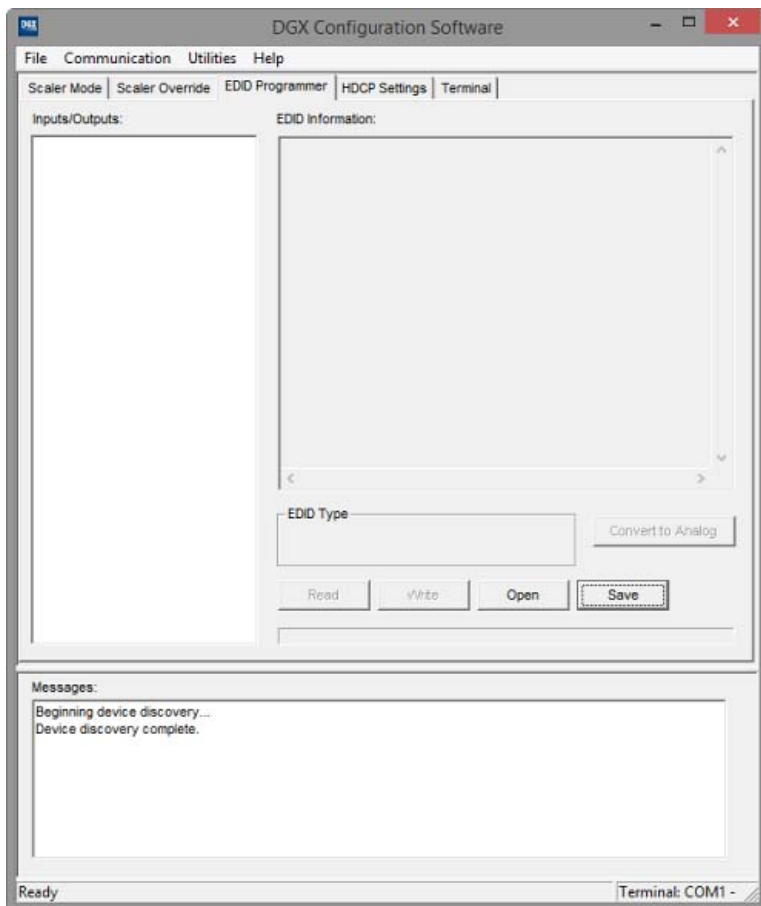 DGX
DGX Configuration Software
File Communication Utilities Help
Scaler Mode Scaler Override EDID Programmer HDCP Settings Terminal
Inputs/Outputs: EDID Information:
EDID Type
Convert to Analog
Read Write Open Save
Messages:
Beginning device discovery...
Device discovery complete.
Ready Terminal: COM1 -